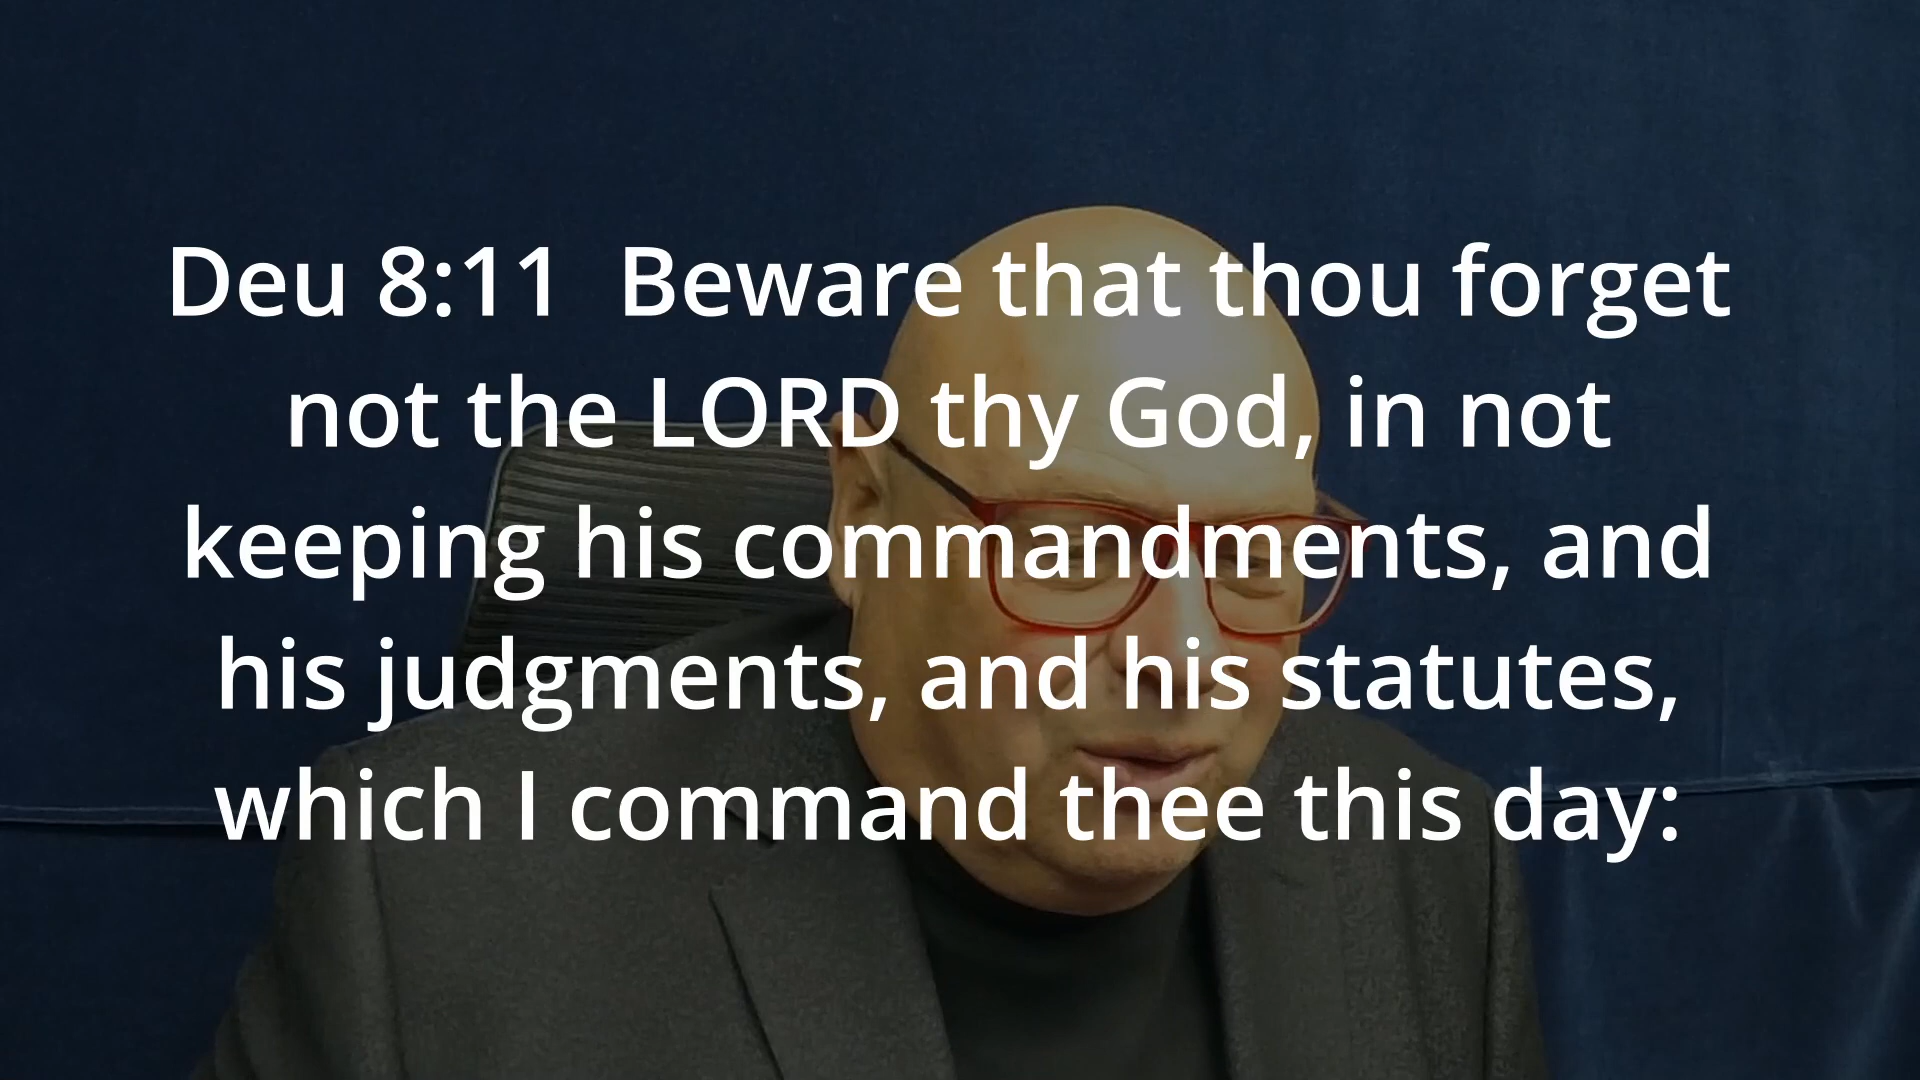 Deu 8:11  Beware that thou forget
not the LORD thy God, in not
keeping his commandments, and
his judgments, and his statutes,
which I command thee this day: